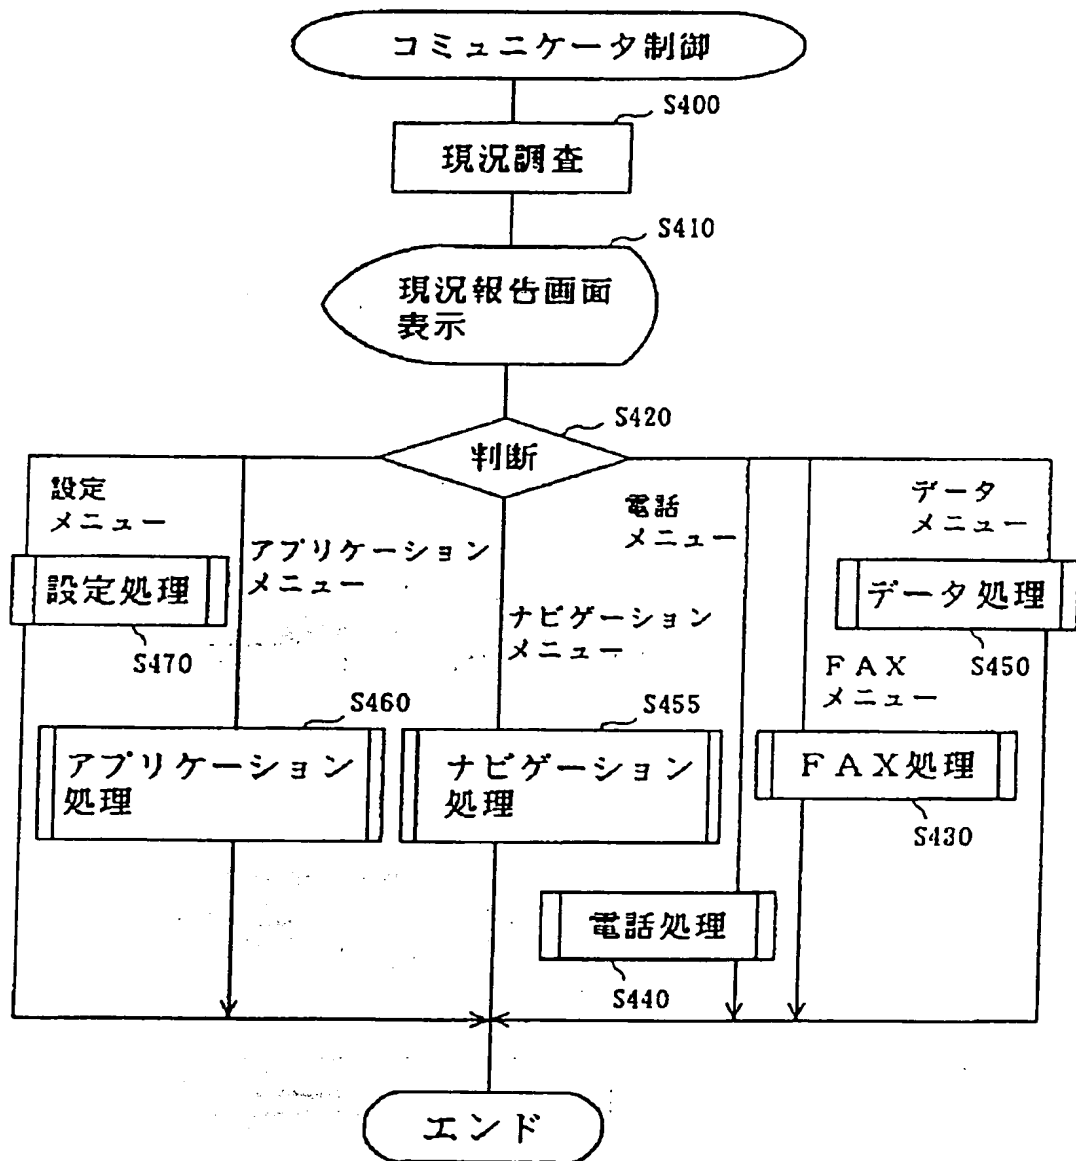 コミュニケータ制御
S400
現況調査
S410
現況報告画面
表示
S420
判断
設定
メニュー
アプリケーション
メニュー
ナビゲーション
メニュー
電話
メニュー
データ
メニュー
設定処理
S470
データ処理
S450
FAX
メニュー
S460
アプリケーション
処理
S455
ナビゲーション
処理
FAX処理
S430
電話処理
S440
エンド